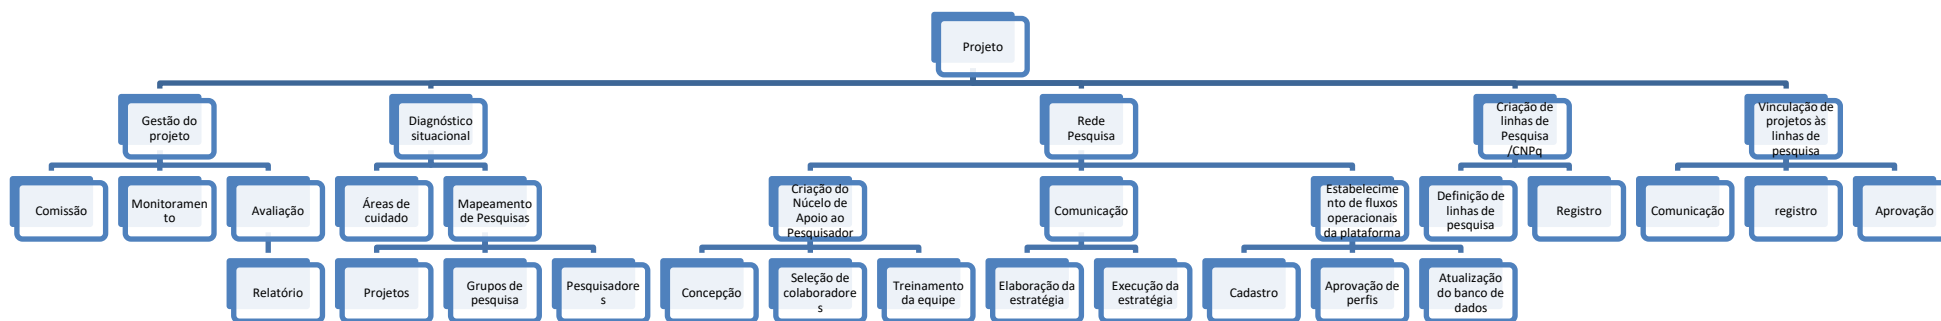 Projeto
Gestão do
projeto
Diagnóstico
situacional
Rede
Pesquisa
Criação de
linhas de
Pesquisa
/CNPq
Vinculação de
projetos às
linhas de
pesquisa
Comissão
Monitoramen
to
Avaliação
Áreas de
cuidado
Mapeamento
de Pesquisas
Criação do
Núcelo de
Apoio ao
Pesquisador
Comunicação
Estabelecime
nto de fluxos
operacionais
da plataforma
Definição de
linhas de
pesquisa
Registro
Comunicação
registro
Aprovação
Relatório
Projetos
Grupos de
pesquisa
Pesquisadore
s
Concepção
Seleção de
colaboradore
s
Treinamento
da equipe
Elaboração da
estratégia
Execução da
estratégia
Cadastro
Aprovação de
perfis
Atualização
do banco de
dados